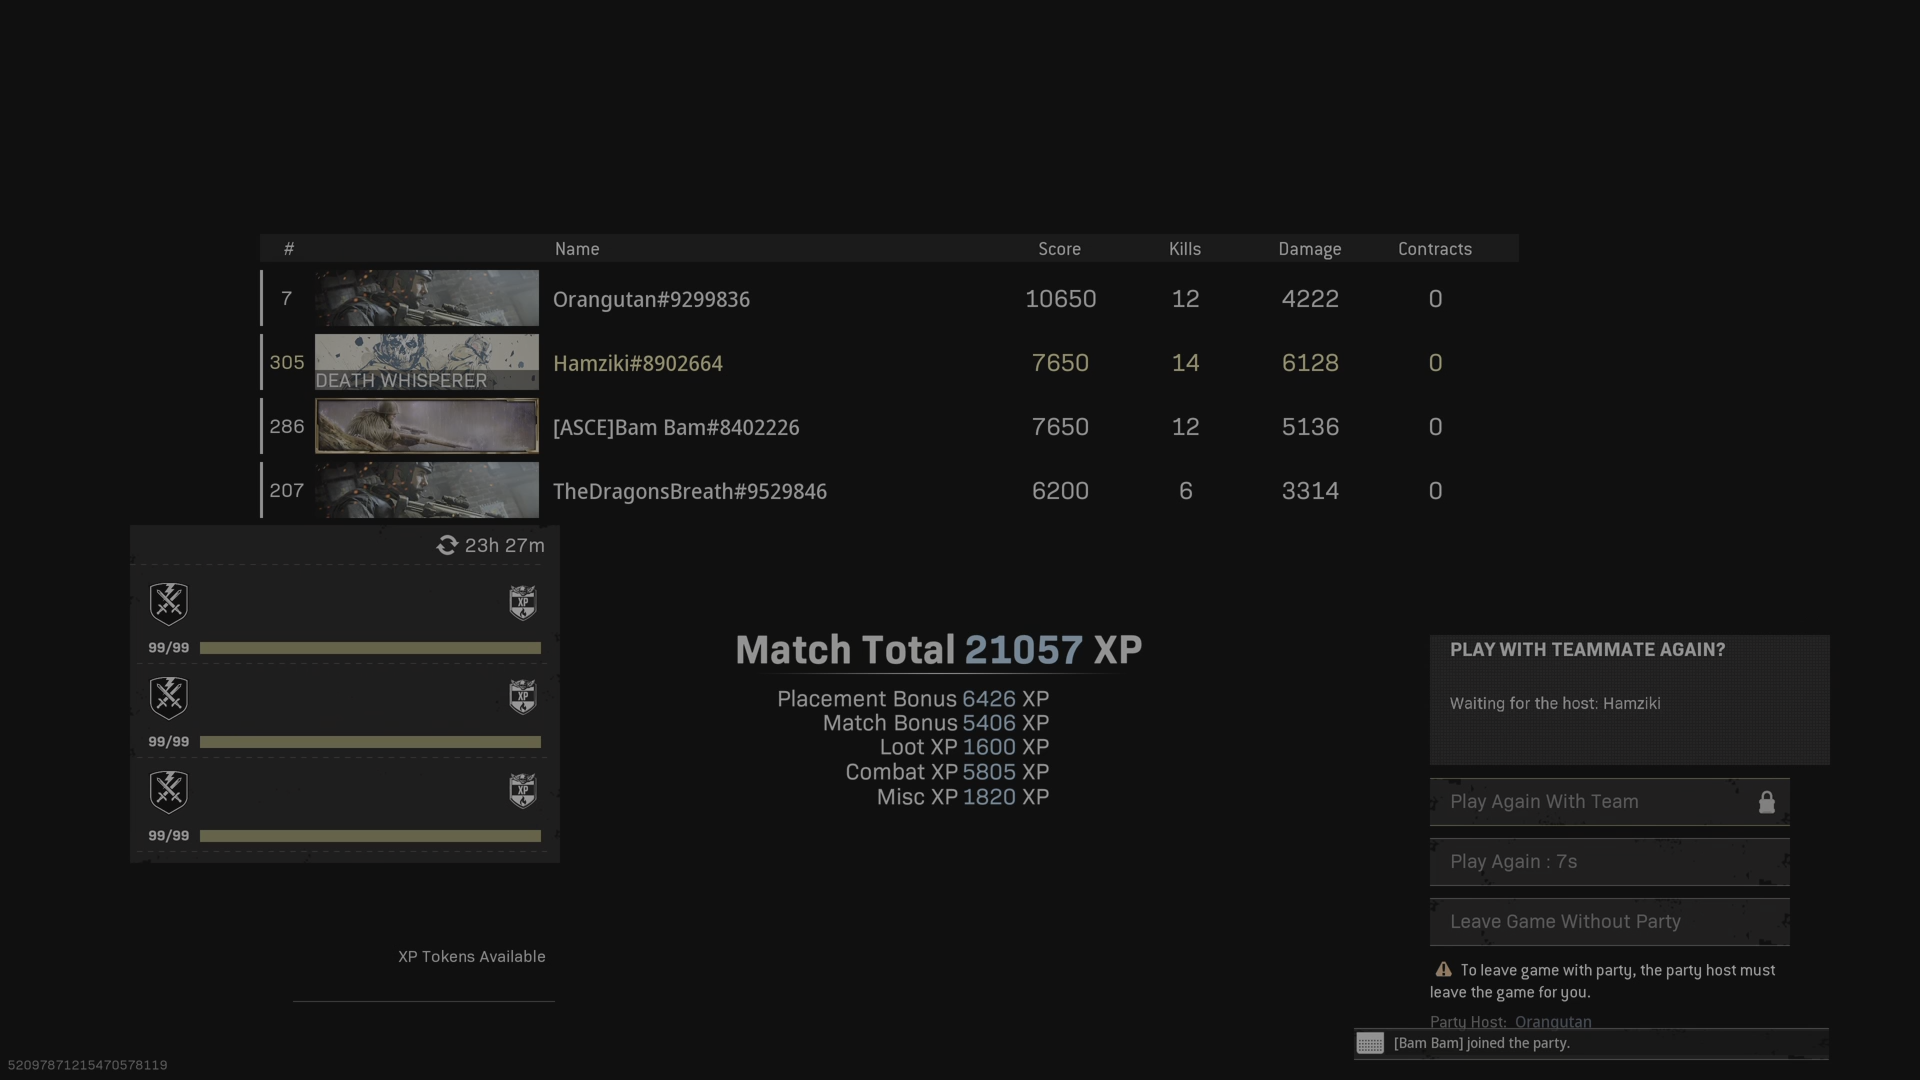 # Name Score Kills Damage Contracts
7 Orangutan#9299836 10650 12 4222 0
305 DEATH WHISPERER Hamziki#8902664 7650 14 6128 0
286 [ASCE]Bam Bam#8402226 7650 12 5136 0
207 TheDragonsBreath#9529846 6200 6 3314 0
23h 27m
XP
99/99
XP
99/99
XP
99/99
XP Tokens Available
Match Total 21057 XP
Placement Bonus 6426 XP
Match Bonus 5406 XP
Loot XP 1600 XP
Combat XP 5805 XP
Misc XP 1820 XP
PLAY WITH TEAMMATE AGAIN?
Waiting for the host: Hamziki
Play Again With Team
Play Again : 7s
Leave Game Without Party
To leave game with party, the party host must
leave the game for you.
Party Host: Orangutan
[Bam Bam] joined the party.
52097871215470578119